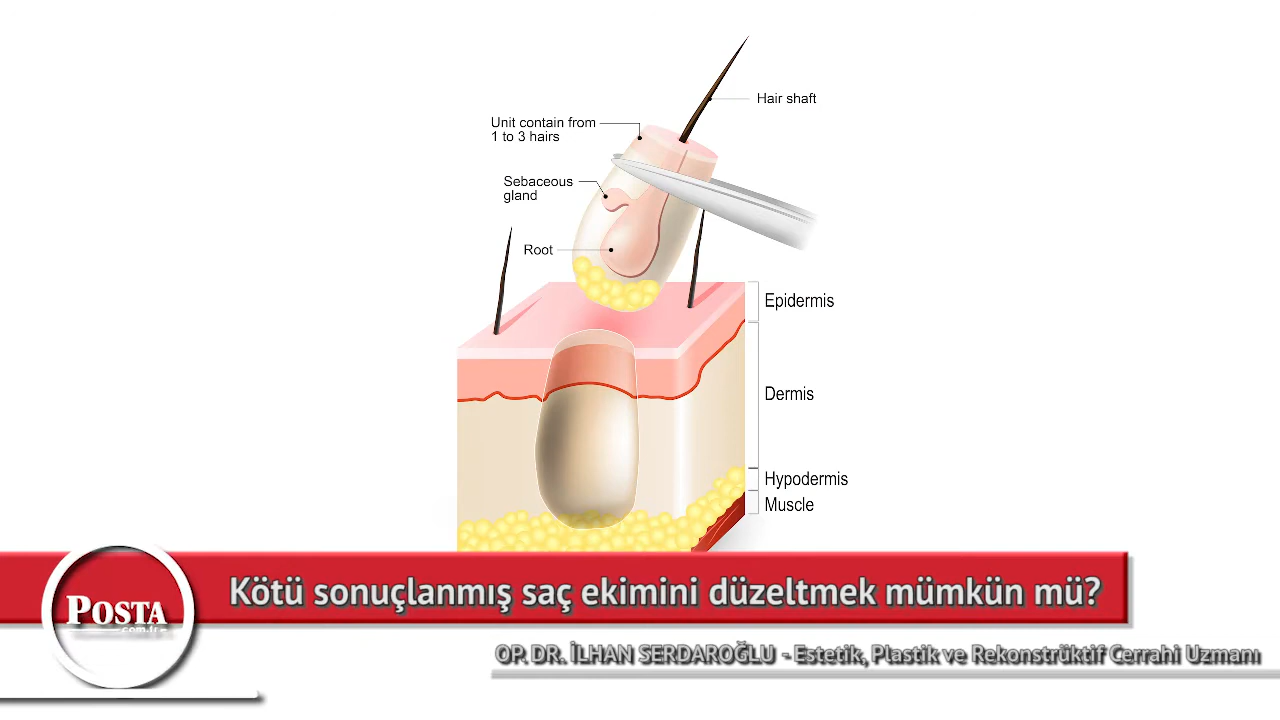 Hair shaft
Unit contain from
1 to 3 hairs
Sebaceous
gland
Root
Epidermis
Dermis
Hypodermis
Muscle
Kötü sonuçlanmış saç ekimini düzeltmek mümkün mü?
POSTA
.com.tr
OP. DR. İLHAN SERDAROĞLU - Estetik, Plastik ve Rekonstrüktif Cerrahi Uzmanı